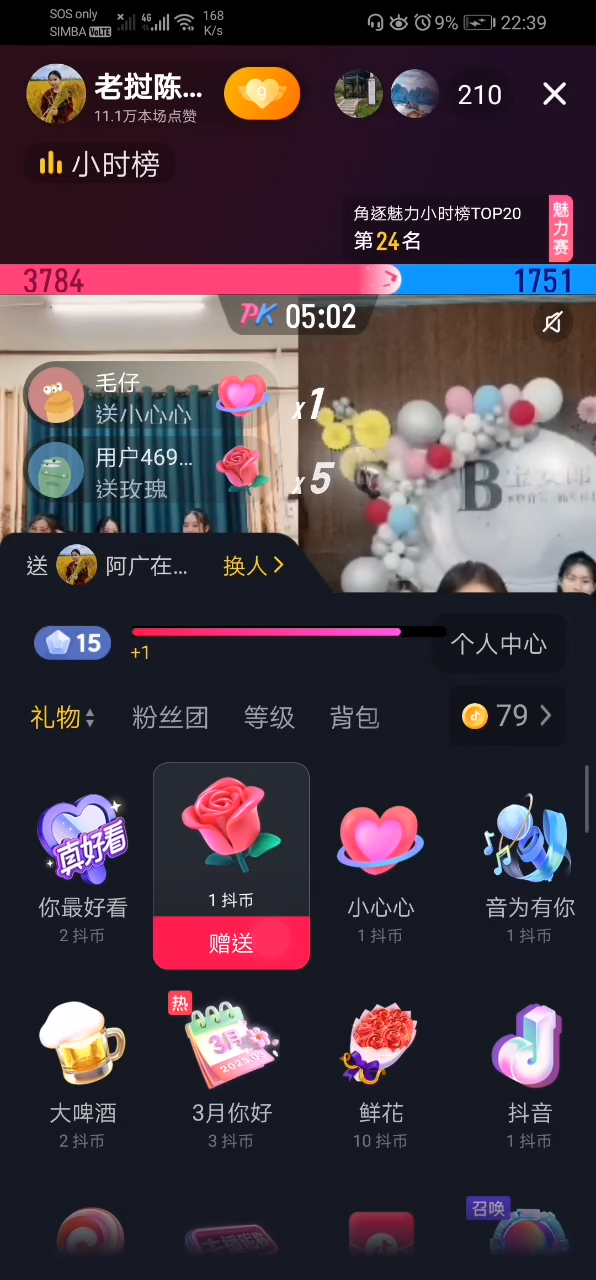 SOS only
SIMBA VoLTE
4G
168
K/s
9%
22:39
老挝陈...
11.1万本场点赞
9
210
小时榜
角逐魅力小时榜TOP20
第24名
魅力赛
3784
1751
PK 05:02
毛仔
送小心心
x1
用户469...
送玫瑰
x5
B
送 阿广在... 换人
15
+1
个人中心
礼物 粉丝团 等级 背包
79
真好看
你最好看
2 抖币
1 抖币
赠送
小心心
1 抖币
音为有你
1 抖币
大啤酒
2 抖币
热
3月
2023.03
3月你好
3 抖币
鲜花
10 抖币
抖音
1 抖币
召唤